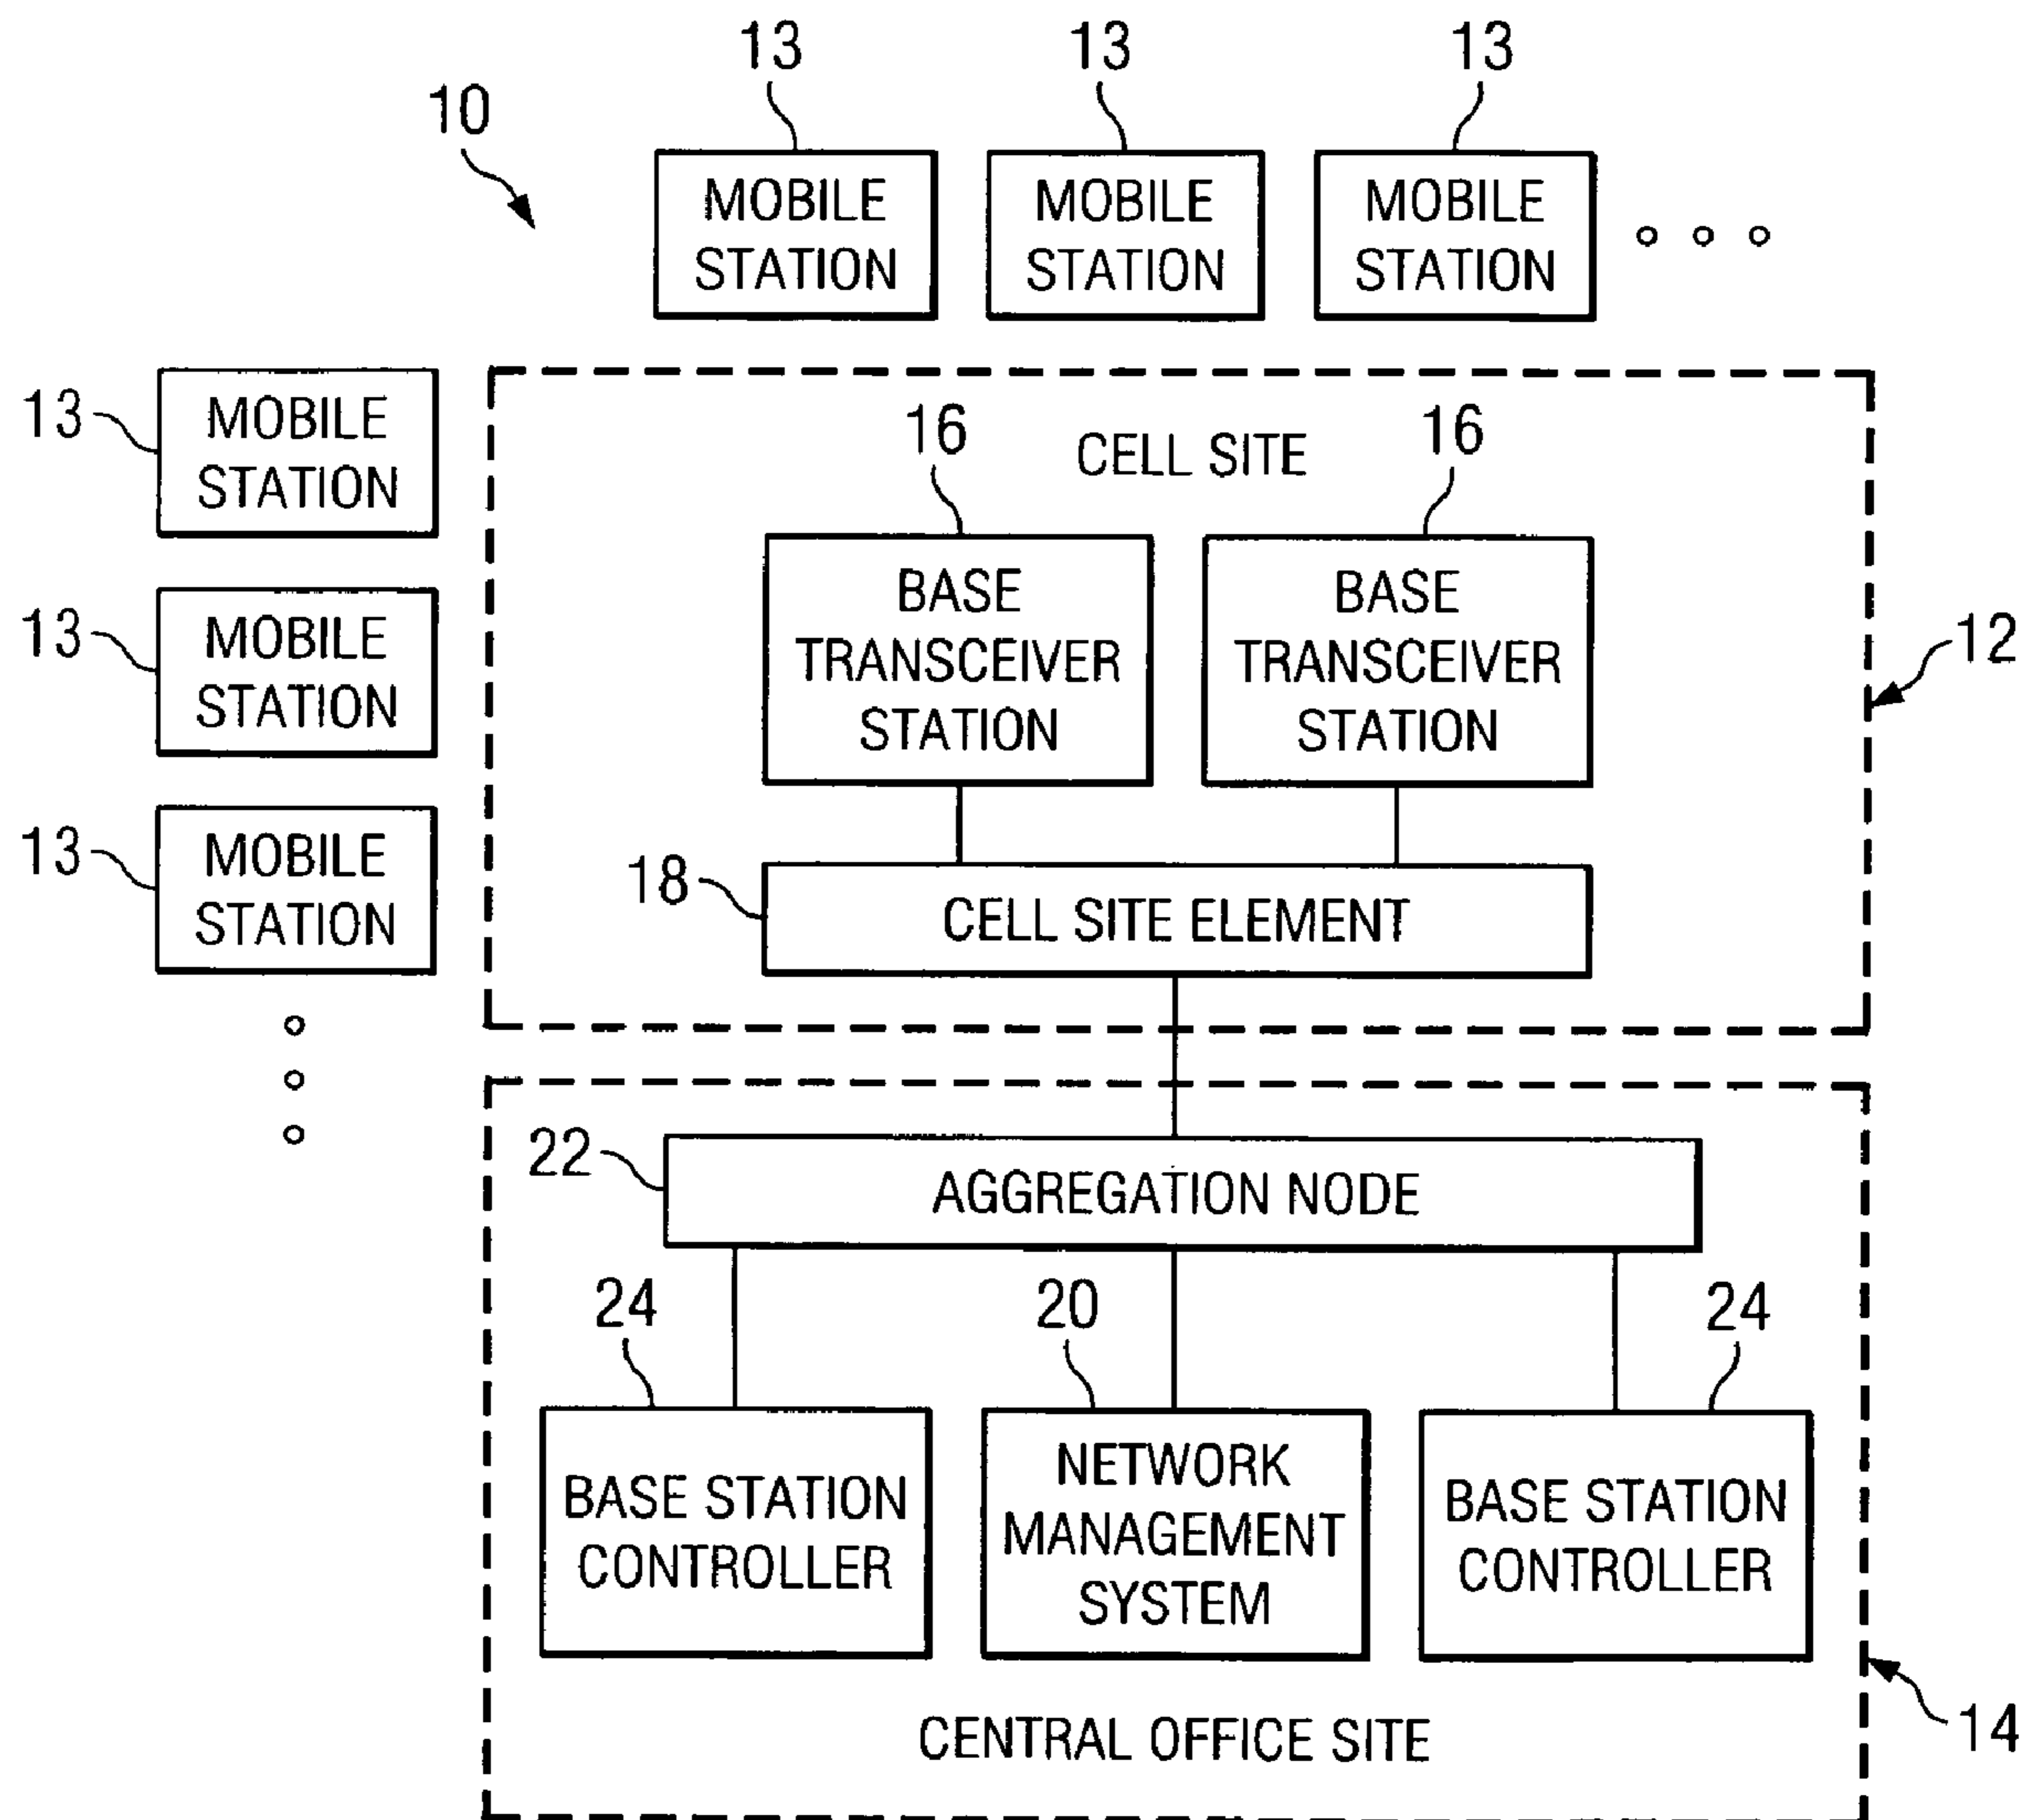 13
13
13
10
MOBILE
STATION
MOBILE
STATION
MOBILE
STATION
13
MOBILE
STATION
13
MOBILE
STATION
13
MOBILE
STATION
CELL SITE
16
16
BASE
TRANSCEIVER
STATION
BASE
TRANSCEIVER
STATION
12
18
CELL SITE ELEMENT
22
AGGREGATION NODE
24
20
24
BASE STATION
CONTROLLER
NETWORK
MANAGEMENT
SYSTEM
BASE STATION
CONTROLLER
CENTRAL OFFICE SITE
14